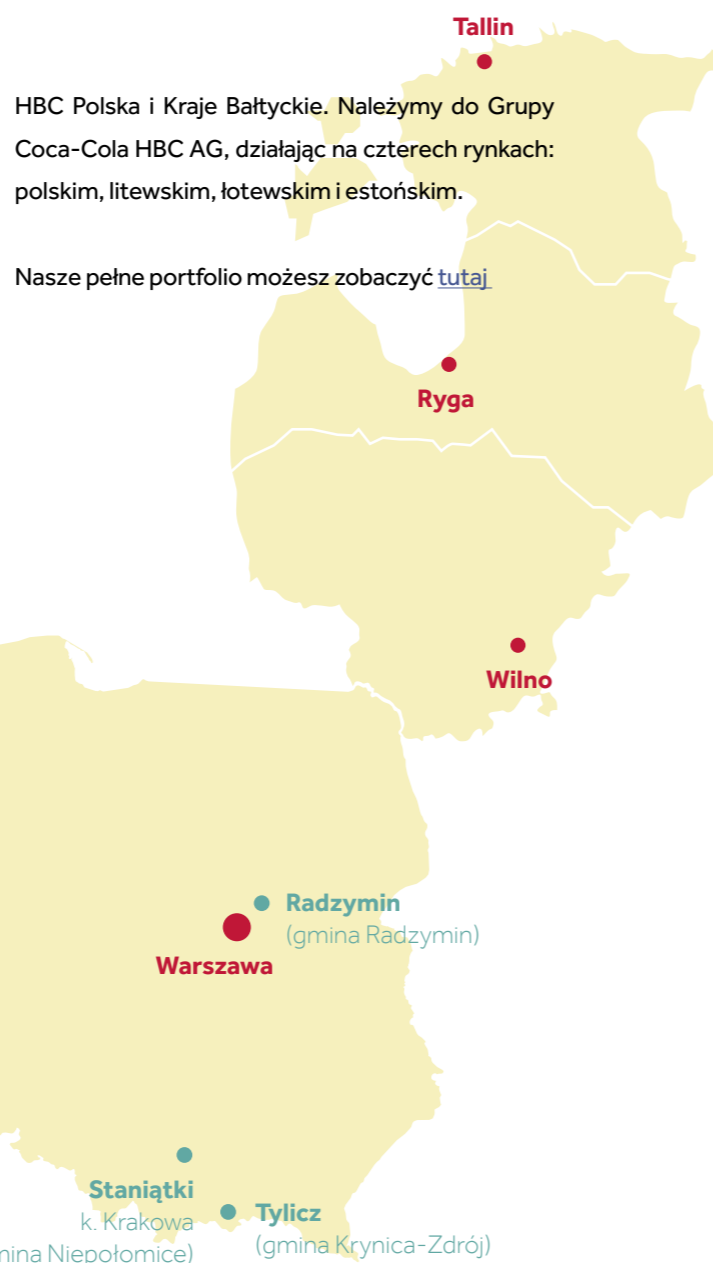 Tallin
HBC Polska i Kraje Bałtyckie. Należymy do Grupy
Coca-Cola HBC AG, działając na czterech rynkach:
polskim, litewskim, łotewskim i estońskim.
Nasze pełne portfolio możesz zobaczyć tutaj
Ryga
Wilno
Radzymin
(gmina Radzymin)
Warszawa
Staniątki
k. Krakowa
Niepołomice)
Tylicz
(gmina Krynica-Zdrój)